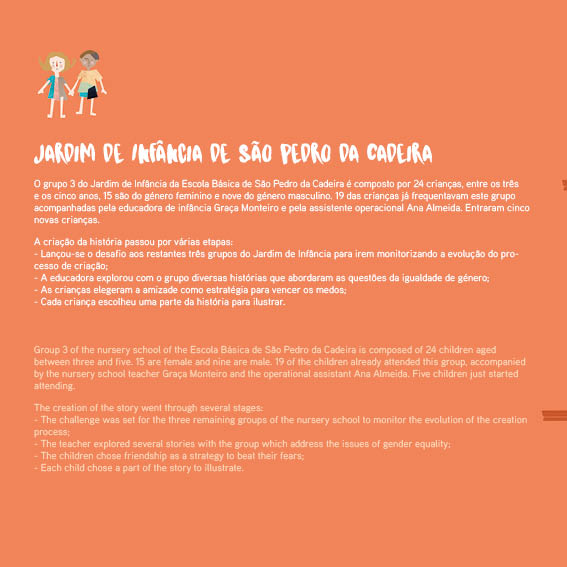 JARDIM DE INFÂNCIA DE SÃO PEDRO DA CADEIRA
O grupo 3 do Jardim de Infância da Escola Básica de São Pedro da Cadeira é composto por 24 crianças, entre os três
e os cinco anos, 15 são do género feminino e nove do género masculino. 19 das crianças já frequentavam este grupo
acompanhadas pela educadora de infância Graça Monteiro e pela assistente operacional Ana Almeida. Entraram cinco
novas crianças.
A criação da história passou por várias etapas:
- Lançou-se o desafio aos restantes três grupos do Jardim de Infância para irem monitorizando a evolução do pro-
cesso de criação;
- A educadora explorou com o grupo diversas histórias que abordaram as questões da igualdade de género;
- As crianças elegeram a amizade como estratégia para vencer os medos;
- Cada criança escolheu uma parte da história para ilustrar.
Group 3 of the nursery school of the Escola Básica de São Pedro da Cadeira is composed of 24 children aged
between three and five. 15 are female and nine are male. 19 of the children already attended this group, accompanied
by the nursery school teacher Graça Monteiro and the operational assistant Ana Almeida. Five children just started
attending.
The creation of the story went through several stages:
- The challenge was set for the three remaining groups of the nursery school to monitor the evolution of the creation
process;
- The teacher explored several stories with the group which address the issues of gender equality;
- The children chose friendship as a strategy to beat their fears;
- Each child chose a part of the story to illustrate.